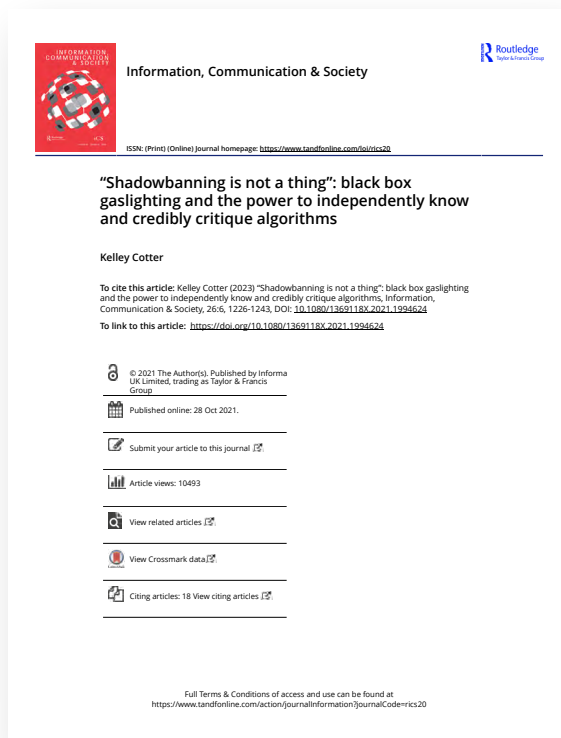 INFORMATION,
COMMUNICATION
& SOCIETY
Routledge
Taylor & Francis Group
Information, Communication & Society
ISSN: (Print) (Online) Journal homepage: https://www.tandfonline.com/loi/rics20
“Shadowbanning is not a thing”: black box
gaslighting and the power to independently know
and credibly critique algorithms
Kelley Cotter
To cite this article: Kelley Cotter (2023) “Shadowbanning is not a thing”: black box gaslighting
and the power to independently know and credibly critique algorithms, Information,
Communication & Society, 26:6, 1226-1243, DOI: 10.1080/1369118X.2021.1994624
To link to this article: https://doi.org/10.1080/1369118X.2021.1994624
© 2021 The Author(s). Published by Informa
UK Limited, trading as Taylor & Francis
Group
Published online: 28 Oct 2021.
Submit your article to this journal
Article views: 10493
View related articles
View Crossmark data
Citing articles: 18 View citing articles
Full Terms & Conditions of access and use can be found at
https://www.tandfonline.com/action/journalInformation?journalCode=rics20